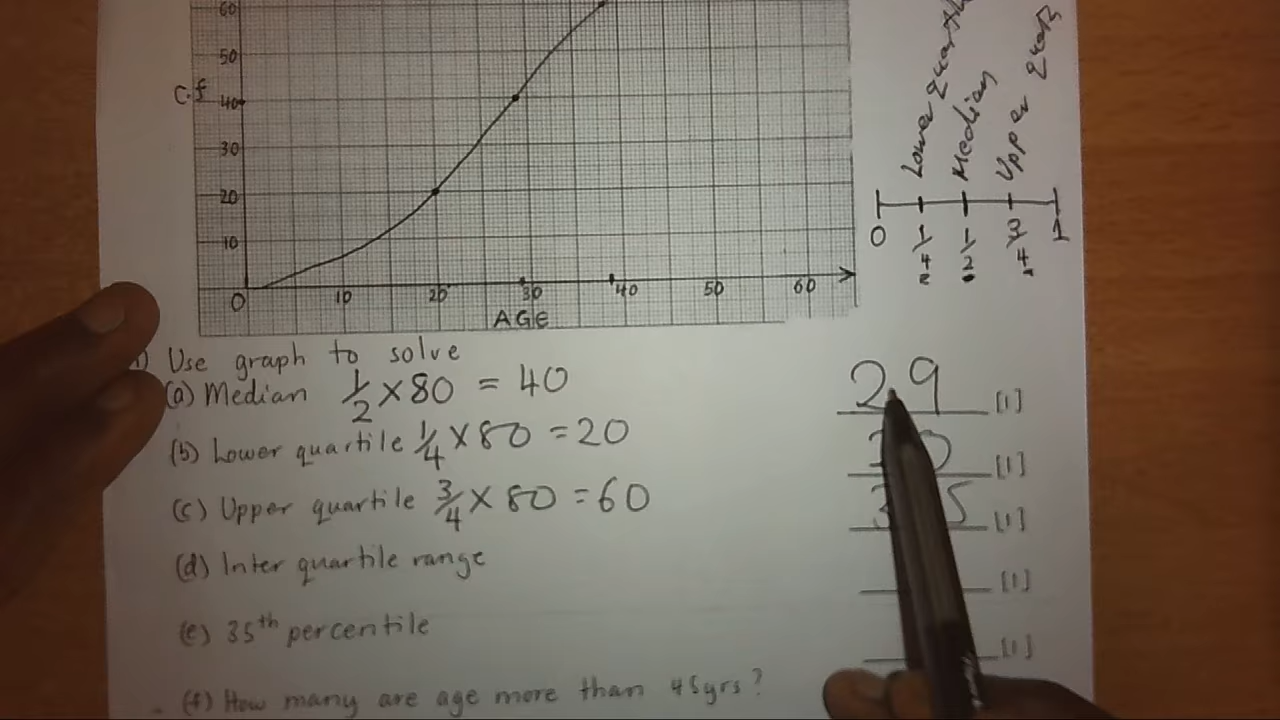 60
50
C.f 40
30
20
10
0 10 20 30 40 50 60
AGE
Lower
Median
Upper
0 1/4 1/2 3/4 1
Use graph to solve
(a) Median 1/2 × 80 = 40 29 [1]
(b) Lower quartile 1/4 × 80 = 20 [1]
(c) Upper quartile 3/4 × 80 = 60 [1]
(d) Inter quartile range [1]
(e) 35th percentile [1]
(f) How many are age more than 45yrs?